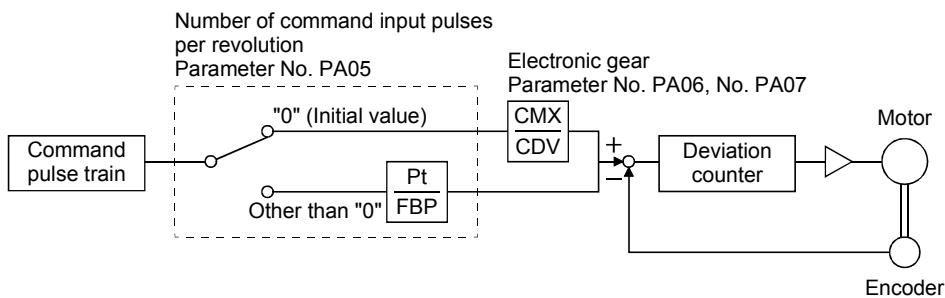 Number of command input pulses
per revolution
Parameter No. PA05
Electronic gear
Parameter No. PA06, No. PA07
"0" (Initial value)
CMX
CDV
Motor
Command
pulse train
+
−
Deviation
counter
Pt
FBP
Other than "0"
Encoder